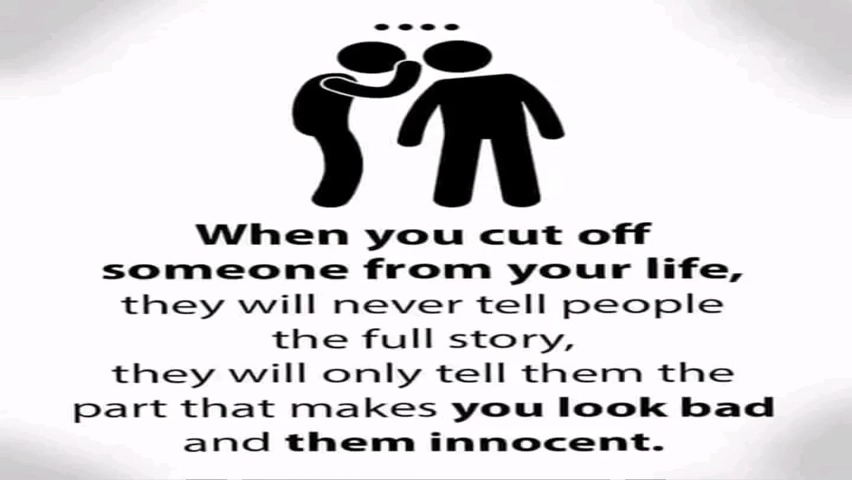 When you cut off
someone from your life,
they will never tell people
the full story,
they will only tell them the
part that makes you look bad
and them innocent.